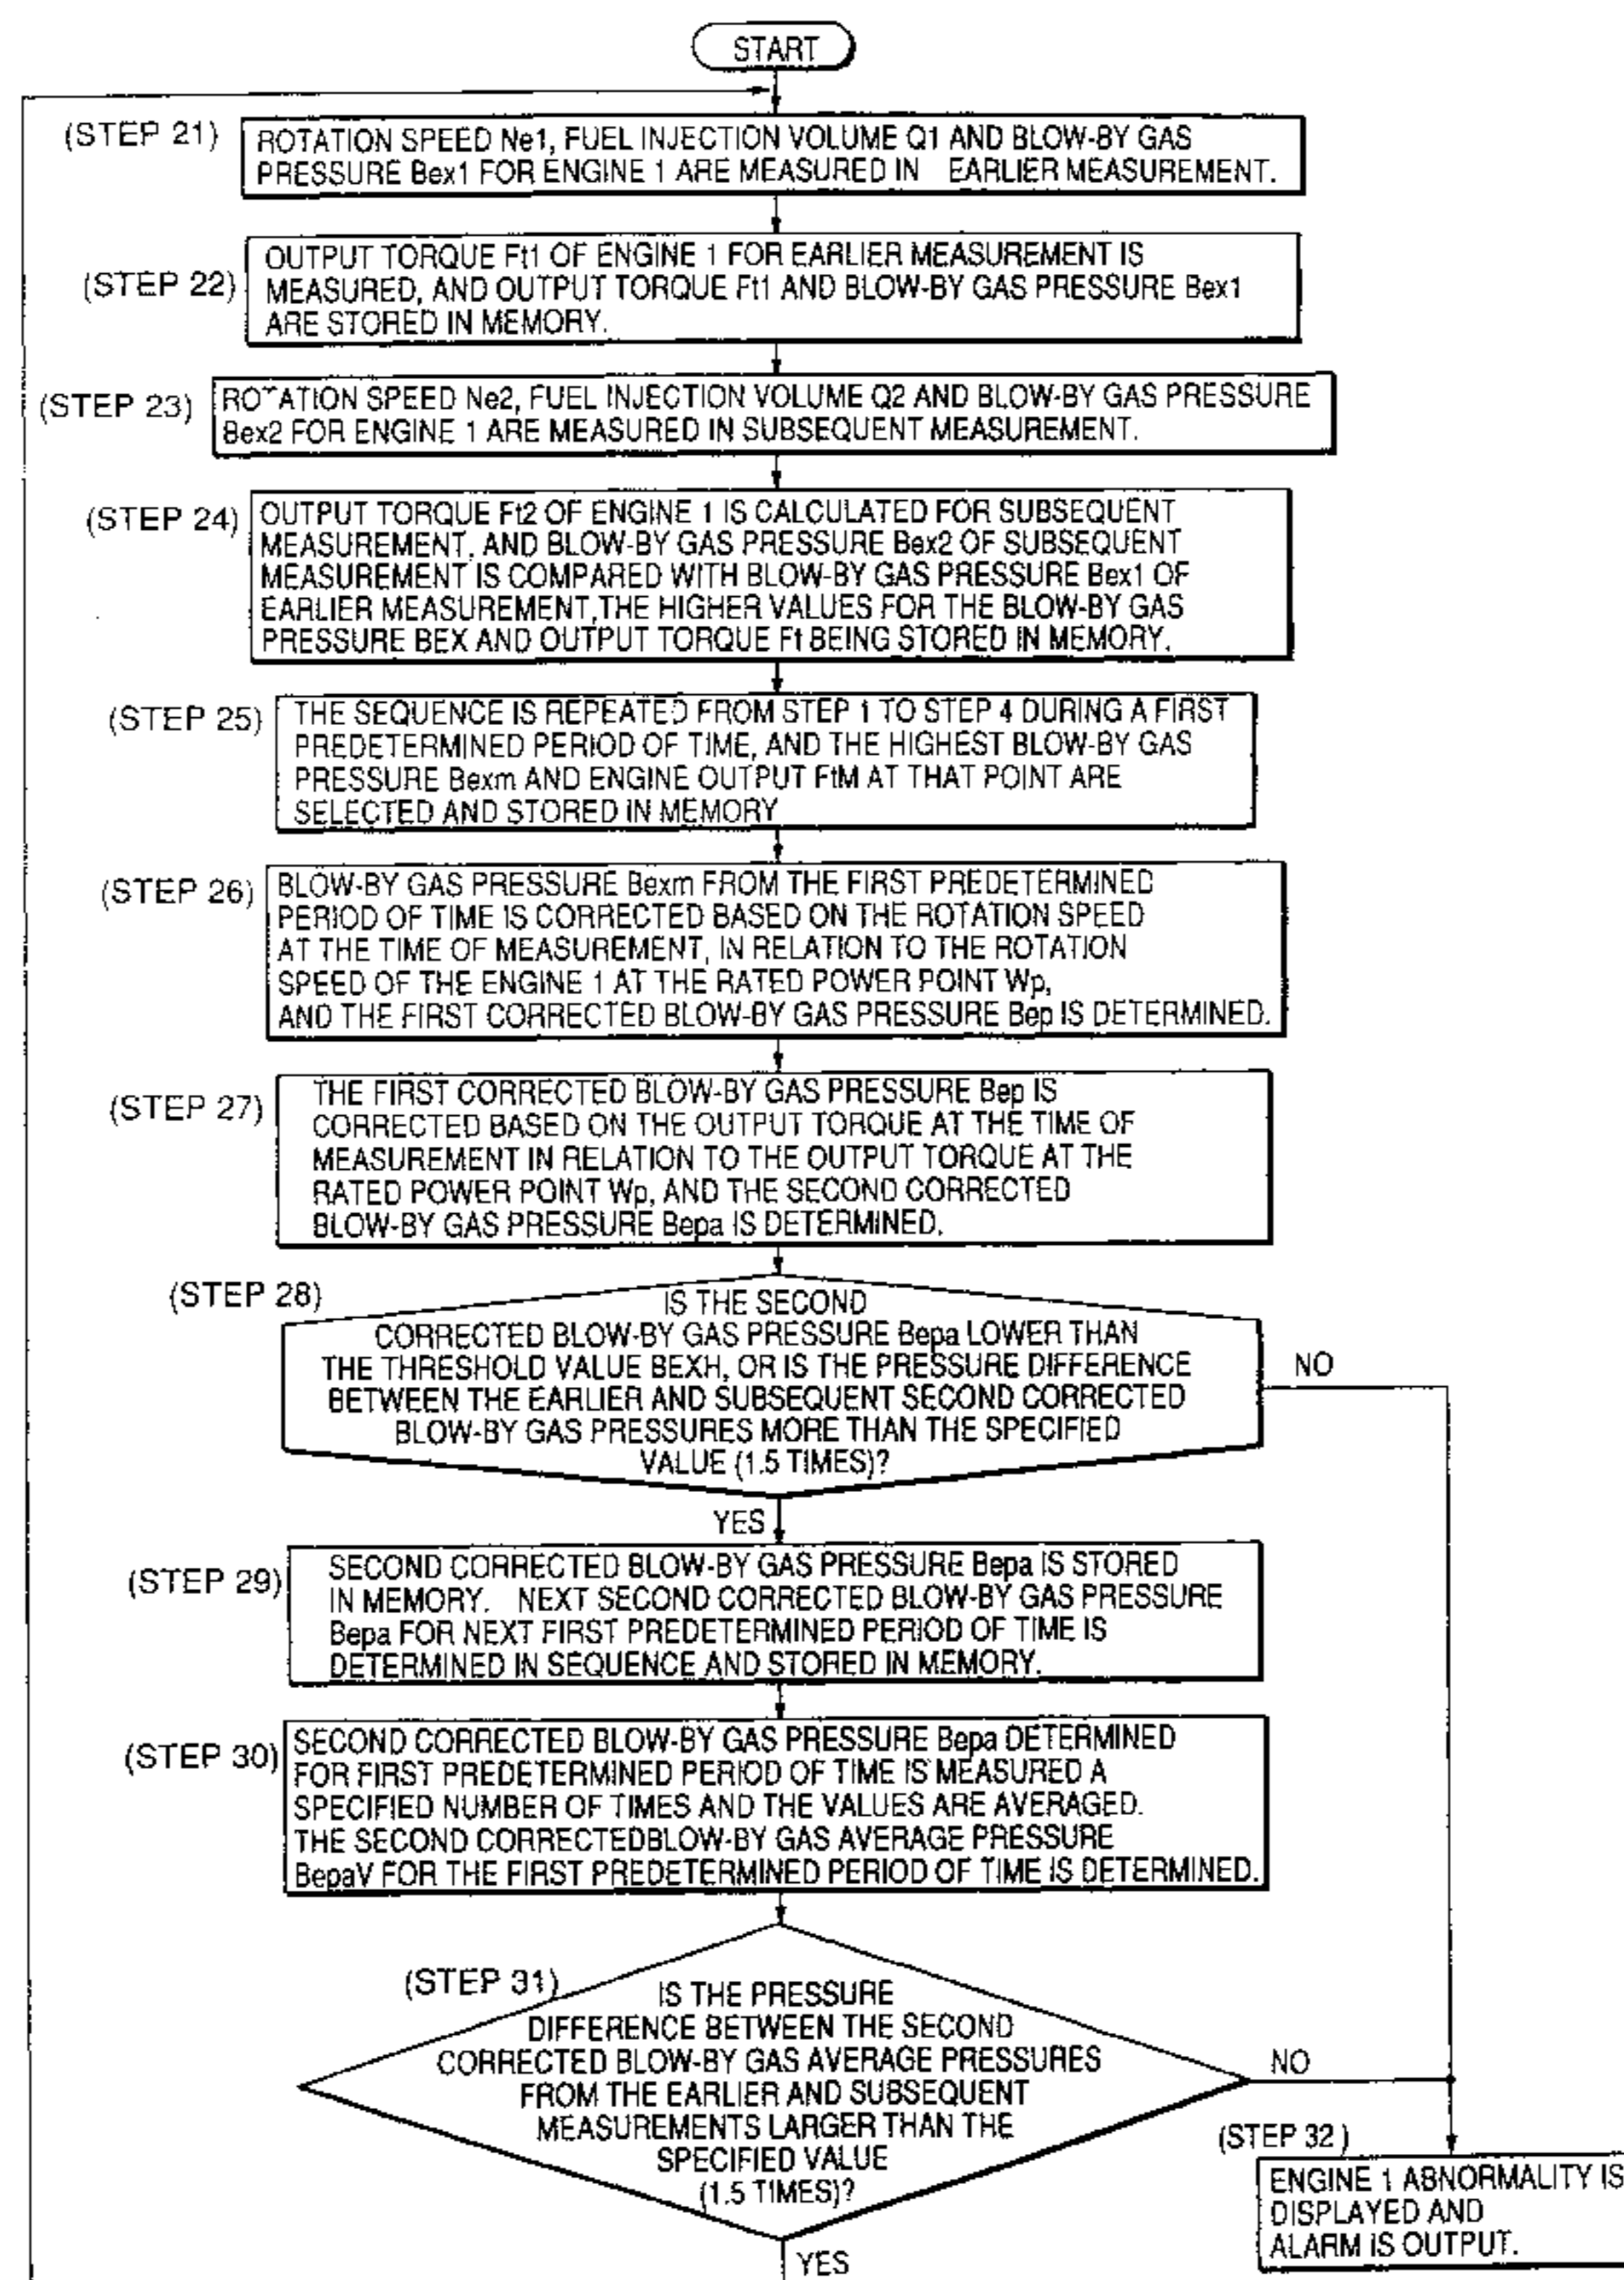 START
(STEP 21)
ROTATION SPEED Ne1, FUEL INJECTION VOLUME Q1 AND BLOW-BY GAS
PRESSURE Bex1 FOR ENGINE 1 ARE MEASURED IN EARLIER MEASUREMENT.
(STEP 22)
OUTPUT TORQUE Ft1 OF ENGINE 1 FOR EARLIER MEASUREMENT IS
MEASURED, AND OUTPUT TORQUE Ft1 AND BLOW-BY GAS PRESSURE Bex1
ARE STORED IN MEMORY.
(STEP 23)
ROTATION SPEED Ne2, FUEL INJECTION VOLUME Q2 AND BLOW-BY GAS PRESSURE
Bex2 FOR ENGINE 1 ARE MEASURED IN SUBSEQUENT MEASUREMENT.
(STEP 24)
OUTPUT TORQUE Ft2 OF ENGINE 1 IS CALCULATED FOR SUBSEQUENT
MEASUREMENT, AND BLOW-BY GAS PRESSURE Bex2 OF SUBSEQUENT
MEASUREMENT IS COMPARED WITH BLOW-BY GAS PRESSURE Bex1 OF
EARLIER MEASUREMENT,THE HIGHER VALUES FOR THE BLOW-BY GAS
PRESSURE BEX AND OUTPUT TORQUE Ft BEING STORED IN MEMORY.
(STEP 25)
THE SEQUENCE IS REPEATED FROM STEP 1 TO STEP 4 DURING A FIRST
PREDETERMINED PERIOD OF TIME, AND THE HIGHEST BLOW-BY GAS
PRESSURE Bexm AND ENGINE OUTPUT FtM AT THAT POINT ARE
SELECTED AND STORED IN MEMORY
(STEP 26)
BLOW-BY GAS PRESSURE Bexm FROM THE FIRST PREDETERMINED
PERIOD OF TIME IS CORRECTED BASED ON THE ROTATION SPEED
AT THE TIME OF MEASUREMENT, IN RELATION TO THE ROTATION
SPEED OF THE ENGINE 1 AT THE RATED POWER POINT Wp,
AND THE FIRST CORRECTED BLOW-BY GAS PRESSURE Bep IS DETERMINED.
(STEP 27)
THE FIRST CORRECTED BLOW-BY GAS PRESSURE Bep IS
CORRECTED BASED ON THE OUTPUT TORQUE AT THE TIME OF
MEASUREMENT IN RELATION TO THE OUTPUT TORQUE AT THE
RATED POWER POINT Wp, AND THE SECOND CORRECTED
BLOW-BY GAS PRESSURE Bepa IS DETERMINED.
(STEP 28)
IS THE SECOND
CORRECTED BLOW-BY GAS PRESSURE Bepa LOWER THAN
THE THRESHOLD VALUE BEXH, OR IS THE PRESSURE DIFFERENCE
BETWEEN THE EARLIER AND SUBSEQUENT SECOND CORRECTED
BLOW-BY GAS PRESSURES MORE THAN THE SPECIFIED
VALUE (1.5 TIMES)?
NO
YES
(STEP 29)
SECOND CORRECTED BLOW-BY GAS PRESSURE Bepa IS STORED
IN MEMORY. NEXT SECOND CORRECTED BLOW-BY GAS PRESSURE
Bepa FOR NEXT FIRST PREDETERMINED PERIOD OF TIME IS
DETERMINED IN SEQUENCE AND STORED IN MEMORY.
(STEP 30)
SECOND CORRECTED BLOW-BY GAS PRESSURE Bepa DETERMINED
FOR FIRST PREDETERMINED PERIOD OF TIME IS MEASURED A
SPECIFIED NUMBER OF TIMES AND THE VALUES ARE AVERAGED.
THE SECOND CORRECTEDBLOW-BY GAS AVERAGE PRESSURE
BepaV FOR THE FIRST PREDETERMINED PERIOD OF TIME IS DETERMINED.
(STEP 31)
IS THE PRESSURE
DIFFERENCE BETWEEN THE SECOND
CORRECTED BLOW-BY GAS AVERAGE PRESSURES
FROM THE EARLIER AND SUBSEQUENT
MEASUREMENTS LARGER THAN THE
SPECIFIED VALUE
(1.5 TIMES)?
NO
YES
(STEP 32)
ENGINE 1 ABNORMALITY IS
DISPLAYED AND
ALARM IS OUTPUT.